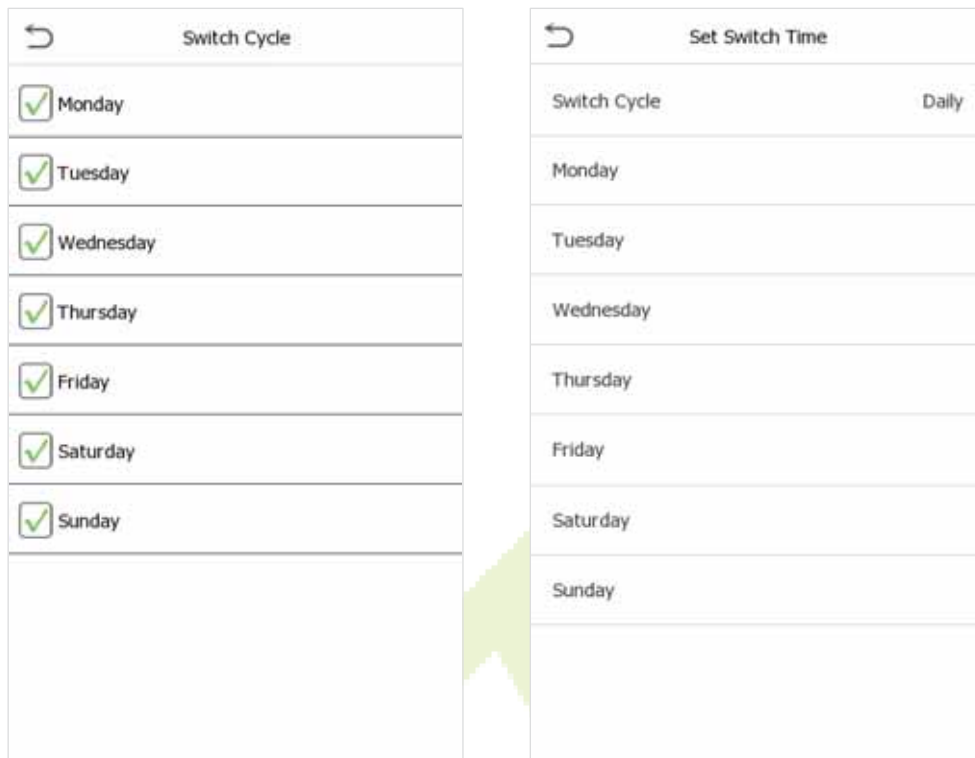 Switch Cycle
Monday
Tuesday
Wednesday
Thursday
Friday
Saturday
Sunday
Set Switch Time
Switch Cycle Daily
Monday
Tuesday
Wednesday
Thursday
Friday
Saturday
Sunday